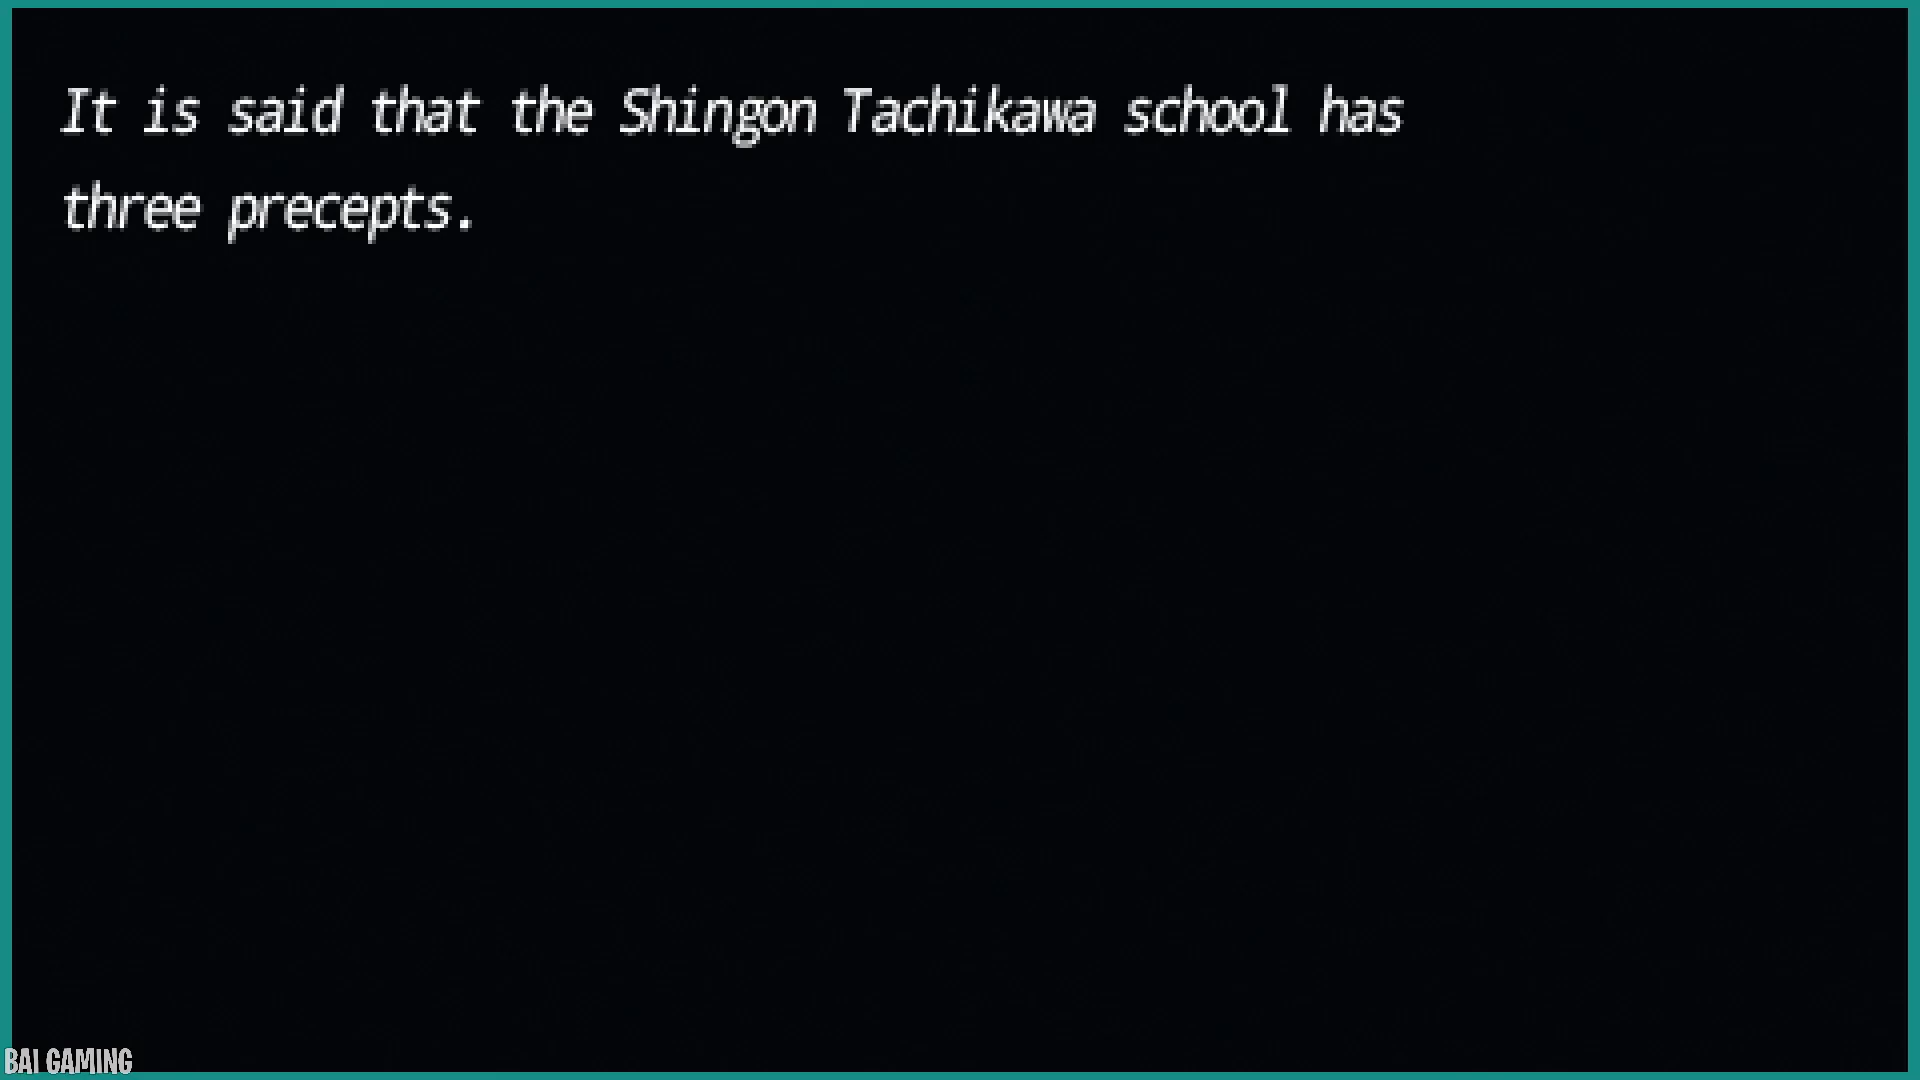 It is said that the Shingon Tachikawa school has
three precepts.
BAI GAMING